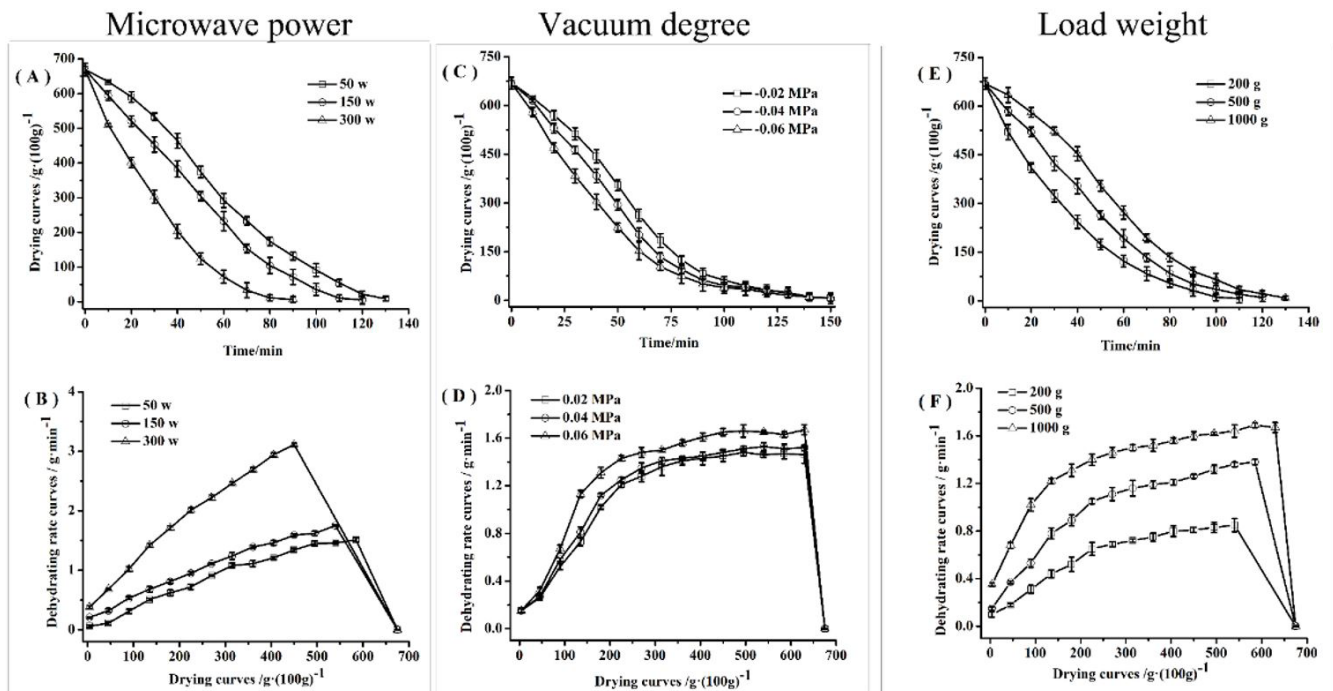 Microwave power
Vacuum degree
Load weight
( A )
50 w
150 w
300 w
Drying curves /g·(100g)⁻¹
700
600
500
400
300
200
100
0
0 20 40 60 80 100 120 140
Time/min
( C )
-0.02 MPa
-0.04 MPa
-0.06 MPa
Drying curves /g·(100g)⁻¹
750
600
450
300
150
0
0 25 50 75 100 125 150
Time/min
( E )
200 g
500 g
1000 g
Drying curves /g·(100g)⁻¹
750
600
450
300
150
0
0 20 40 60 80 100 120 140
Time/min
( B )
50 w
150 w
300 w
Dehydrating rate curves / g·min⁻¹
4
3
2
1
0
0 100 200 300 400 500 600 700
Drying curves /g·(100g)⁻¹
( D )
0.02 MPa
0.04 MPa
0.06 MPa
Dehydrating rate curves / g·min⁻¹
2.0
1.6
1.2
0.8
0.4
0.0
0 100 200 300 400 500 600 700
Drying curves /g·(100g)⁻¹
( F )
200 g
500 g
1000 g
Dehydrating rate curves / g·min⁻¹
2.0
1.6
1.2
0.8
0.4
0.0
0 100 200 300 400 500 600 700
Drying curves /g·(100g)⁻¹